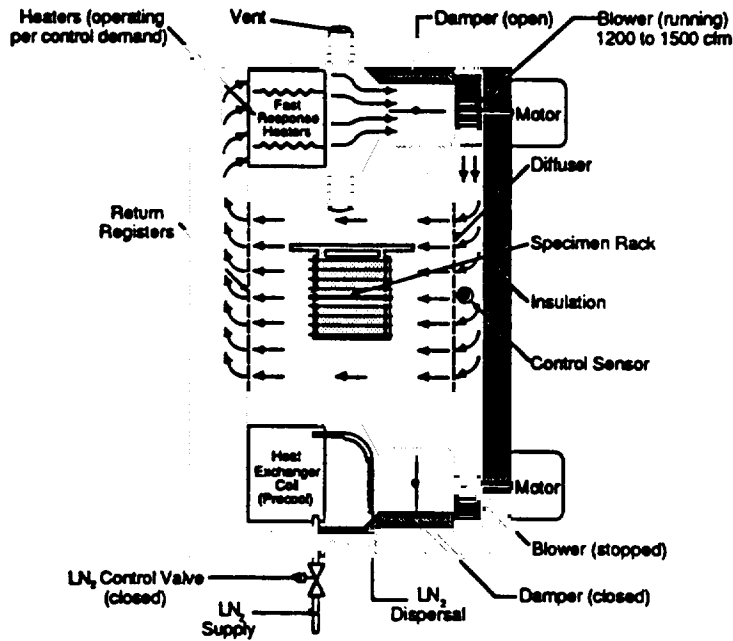 Heaters (operating
per control demand)
Vent
Damper (open)
Blower (running)
1200 to 1500 cfm
Fast
Response
Heaters
Motor
Diffuser
Return
Registers
Specimen Rack
Insulation
Control Sensor
Heat
Exchanger
Coil
(Precool)
Motor
Blower (stopped)
LN₂ Control Valve
(closed)
LN₂
Supply
LN₂
Dispersal
Damper (closed)